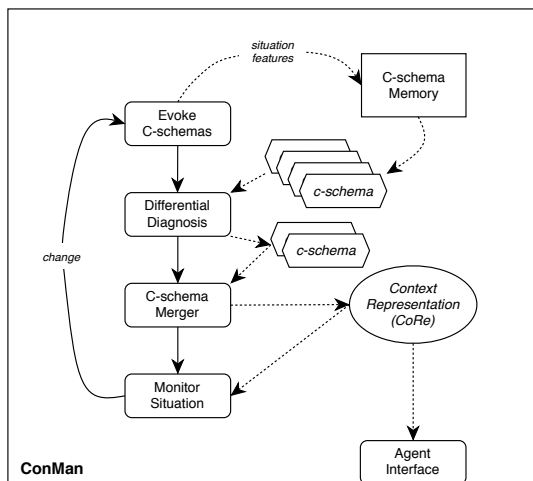 situation
features
C-schema
Memory
Evoke
C-schemas
c-schema
Differential
Diagnosis
c-schema
change
Context
Representation
(CoRe)
C-schema
Merger
Monitor
Situation
Agent
Interface
ConMan